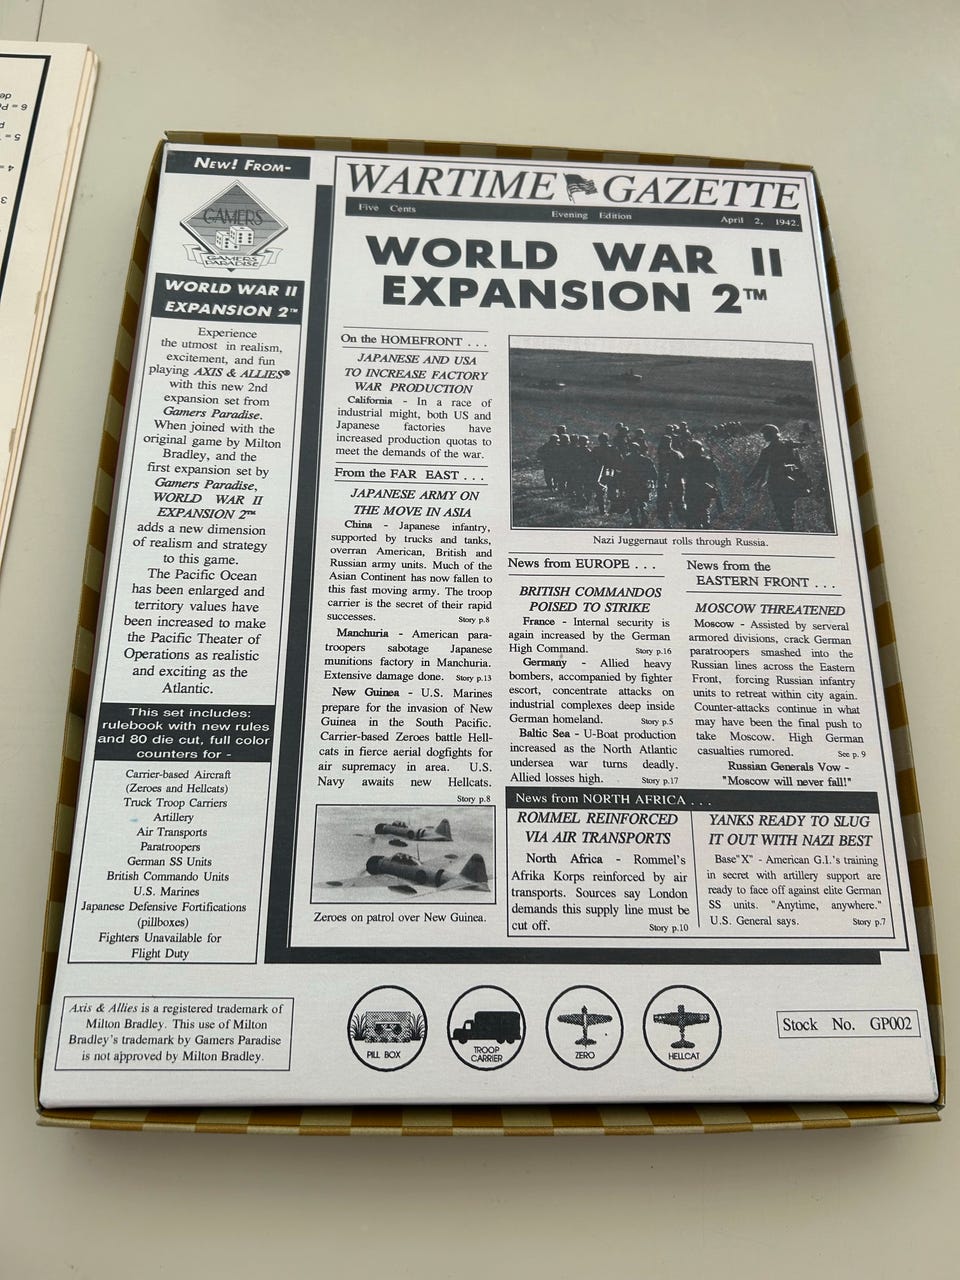 NEW! FROM-
GAMERS
GAMERS
PARADISE
WORLD WAR II
EXPANSION 2™
Experience
the utmost in realism,
excitement, and fun
playing AXIS & ALLIES®
with this new 2nd
expansion set from
Gamers Paradise.
When joined with the
original game by Milton
Bradley, and the
first expansion set by
Gamers Paradise,
WORLD WAR II
EXPANSION 2™
adds a new dimension
of realism and strategy
to this game.
The Pacific Ocean
has been enlarged and
territory values have
been increased to make
the Pacific Theater of
Operations as realistic
and exciting as the
Atlantic.
This set includes:
rulebook with new rules
and 80 die cut, full color
counters for -
Carrier-based Aircraft
(Zeroes and Hellcats)
Truck Troop Carriers
Artillery
Air Transports
Paratroopers
German SS Units
British Commando Units
U.S. Marines
Japanese Defensive Fortifications
(pillboxes)
Fighters Unavailable for
Flight Duty
WARTIME GAZETTE
Five Cents Evening Edition April 2, 1942.
WORLD WAR II
EXPANSION 2™
On the HOMEFRONT . . .
JAPANESE AND USA
TO INCREASE FACTORY
WAR PRODUCTION
California - In a race of
industrial might, both US and
Japanese factories have
increased production quotas to
meet the demands of the war.
From the FAR EAST . . .
JAPANESE ARMY ON
THE MOVE IN ASIA
China - Japanese infantry,
supported by trucks and tanks,
overran American, British and
Russian army units. Much of the
Asian Continent has now fallen to
this fast moving army. The troop
carrier is the secret of their rapid
successes. Story p.8
Manchuria - American para-
troopers sabotage Japanese
munitions factory in Manchuria.
Extensive damage done. Story p.13
New Guinea - U.S. Marines
prepare for the invasion of New
Guinea in the South Pacific.
Carrier-based Zeroes battle Hell-
cats in fierce aerial dogfights for
air supremacy in area. U.S.
Navy awaits new Hellcats.
Story p.8
Zeroes on patrol over New Guinea.
Nazi Juggernaut rolls through Russia.
News from EUROPE . . .
BRITISH COMMANDOS
POISED TO STRIKE
France - Internal security is
again increased by the German
High Command. Story p.16
Germany - Allied heavy
bombers, accompanied by fighter
escort, concentrate attacks on
industrial complexes deep inside
German homeland. Story p.5
Baltic Sea - U-Boat production
increased as the North Atlantic
undersea war turns deadly.
Allied losses high. Story p.17
News from the
EASTERN FRONT . . .
MOSCOW THREATENED
Moscow - Assisted by serveral
armored divisions, crack German
paratroopers smashed into the
Russian lines across the Eastern
Front, forcing Russian infantry
units to retreat within city again.
Counter-attacks continue in what
may have been the final push to
take Moscow. High German
casualties rumored. See p. 9
Russian Generals Vow -
"Moscow will never fall!"
News from NORTH AFRICA . . .
ROMMEL REINFORCED
VIA AIR TRANSPORTS
North Africa - Rommel's
Afrika Korps reinforced by air
transports. Sources say London
demands this supply line must be
cut off. Story p.10
YANKS READY TO SLUG
IT OUT WITH NAZI BEST
Base"X" - American G.I.'s training
in secret with artillery support are
ready to face off against elite German
SS units. "Anytime, anywhere."
U.S. General says. Story p.7
Axis & Allies is a registered trademark of
Milton Bradley. This use of Milton
Bradley's trademark by Gamers Paradise
is not approved by Milton Bradley.
PILL BOX
TROOP
CARRIER
ZERO
HELLCAT
Stock No. GP002